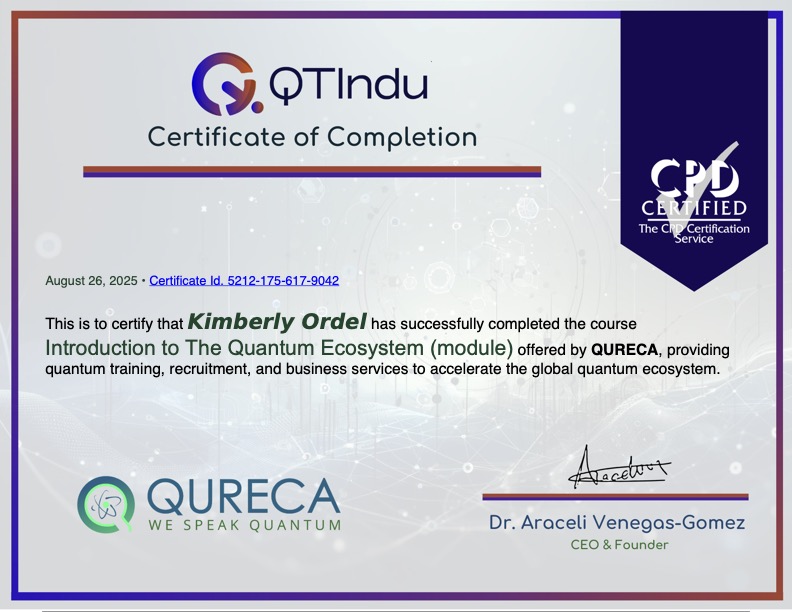 QTIndu
Certificate of Completion
CPD
CERTIFIED
The CPD Certification
Service
August 26, 2025 • Certificate Id. 5212-175-617-9042
This is to certify that Kimberly Ordel has successfully completed the course
Introduction to The Quantum Ecosystem (module) offered by QURECA, providing
quantum training, recruitment, and business services to accelerate the global quantum ecosystem.
QURECA
WE SPEAK QUANTUM
Araceli
Dr. Araceli Venegas-Gomez
CEO & Founder